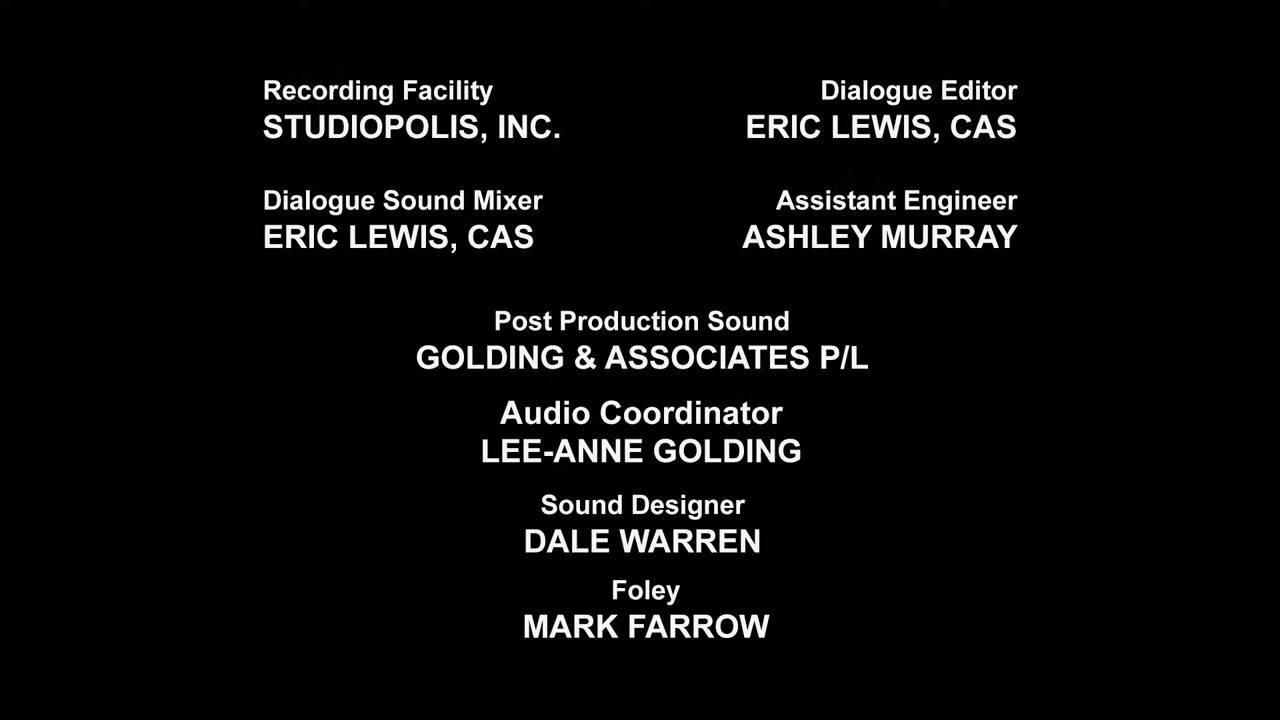 Recording Facility
STUDIOPOLIS, INC.
Dialogue Editor
ERIC LEWIS, CAS
Dialogue Sound Mixer
ERIC LEWIS, CAS
Assistant Engineer
ASHLEY MURRAY
Post Production Sound
GOLDING & ASSOCIATES P/L
Audio Coordinator
LEE-ANNE GOLDING
Sound Designer
DALE WARREN
Foley
MARK FARROW